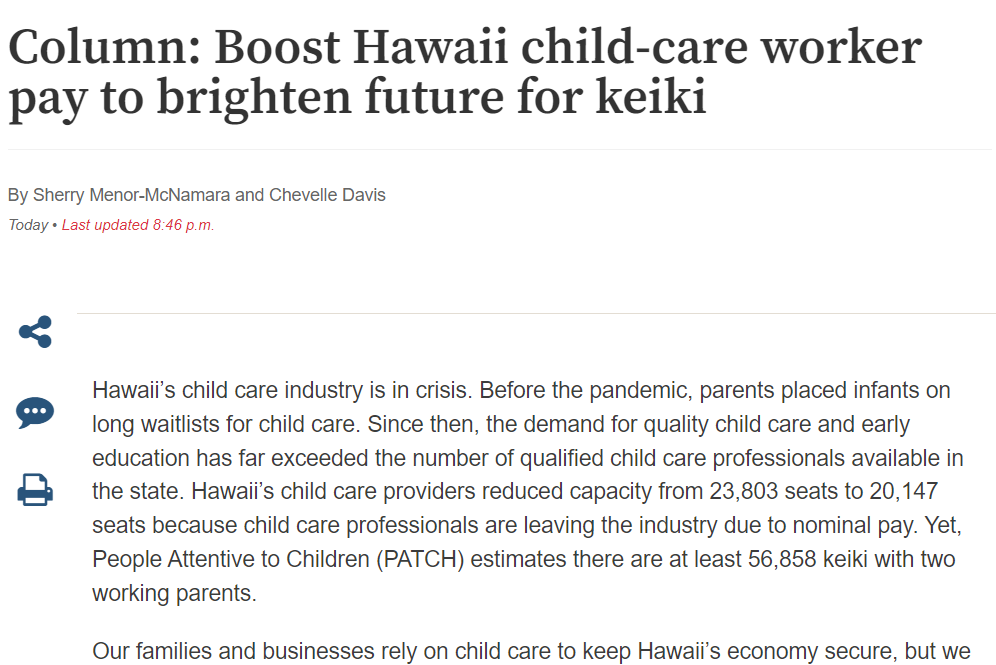 Column: Boost Hawaii child-care worker
pay to brighten future for keiki
By Sherry Menor-McNamara and Chevelle Davis
Today • Last updated 8:46 p.m.
Hawaii’s child care industry is in crisis. Before the pandemic, parents placed infants on
long waitlists for child care. Since then, the demand for quality child care and early
education has far exceeded the number of qualified child care professionals available in
the state. Hawaii’s child care providers reduced capacity from 23,803 seats to 20,147
seats because child care professionals are leaving the industry due to nominal pay. Yet,
People Attentive to Children (PATCH) estimates there are at least 56,858 keiki with two
working parents.
Our families and businesses rely on child care to keep Hawaii’s economy secure, but we